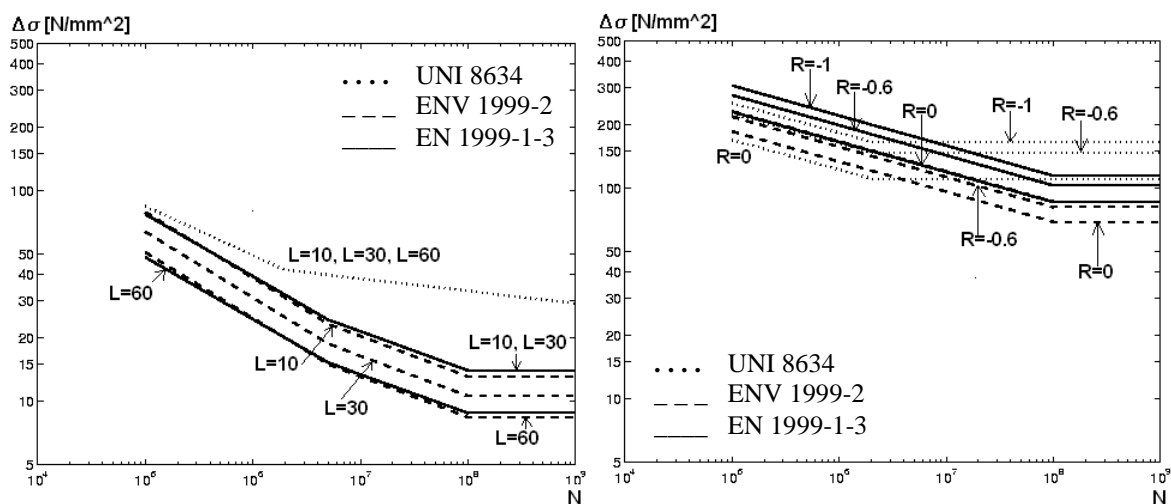 Δσ [N/mm^2]
500
300
200
150
100
50
40
30
20
15
10
5
UNI 8634
ENV 1999-2
EN 1999-1-3
L=10, L=30, L=60
L=60
L=10
L=30
L=10, L=30
L=60
10^4
10^5
10^6
10^7
10^8
10^9
N
Δσ [N/mm^2]
500
300
200
150
100
50
40
30
20
15
10
5
R=-1
R=-0.6
R=0
R=-1
R=-0.6
R=0
R=-0.6
R=0
UNI 8634
ENV 1999-2
EN 1999-1-3
10^4
10^5
10^6
10^7
10^8
10^9
N